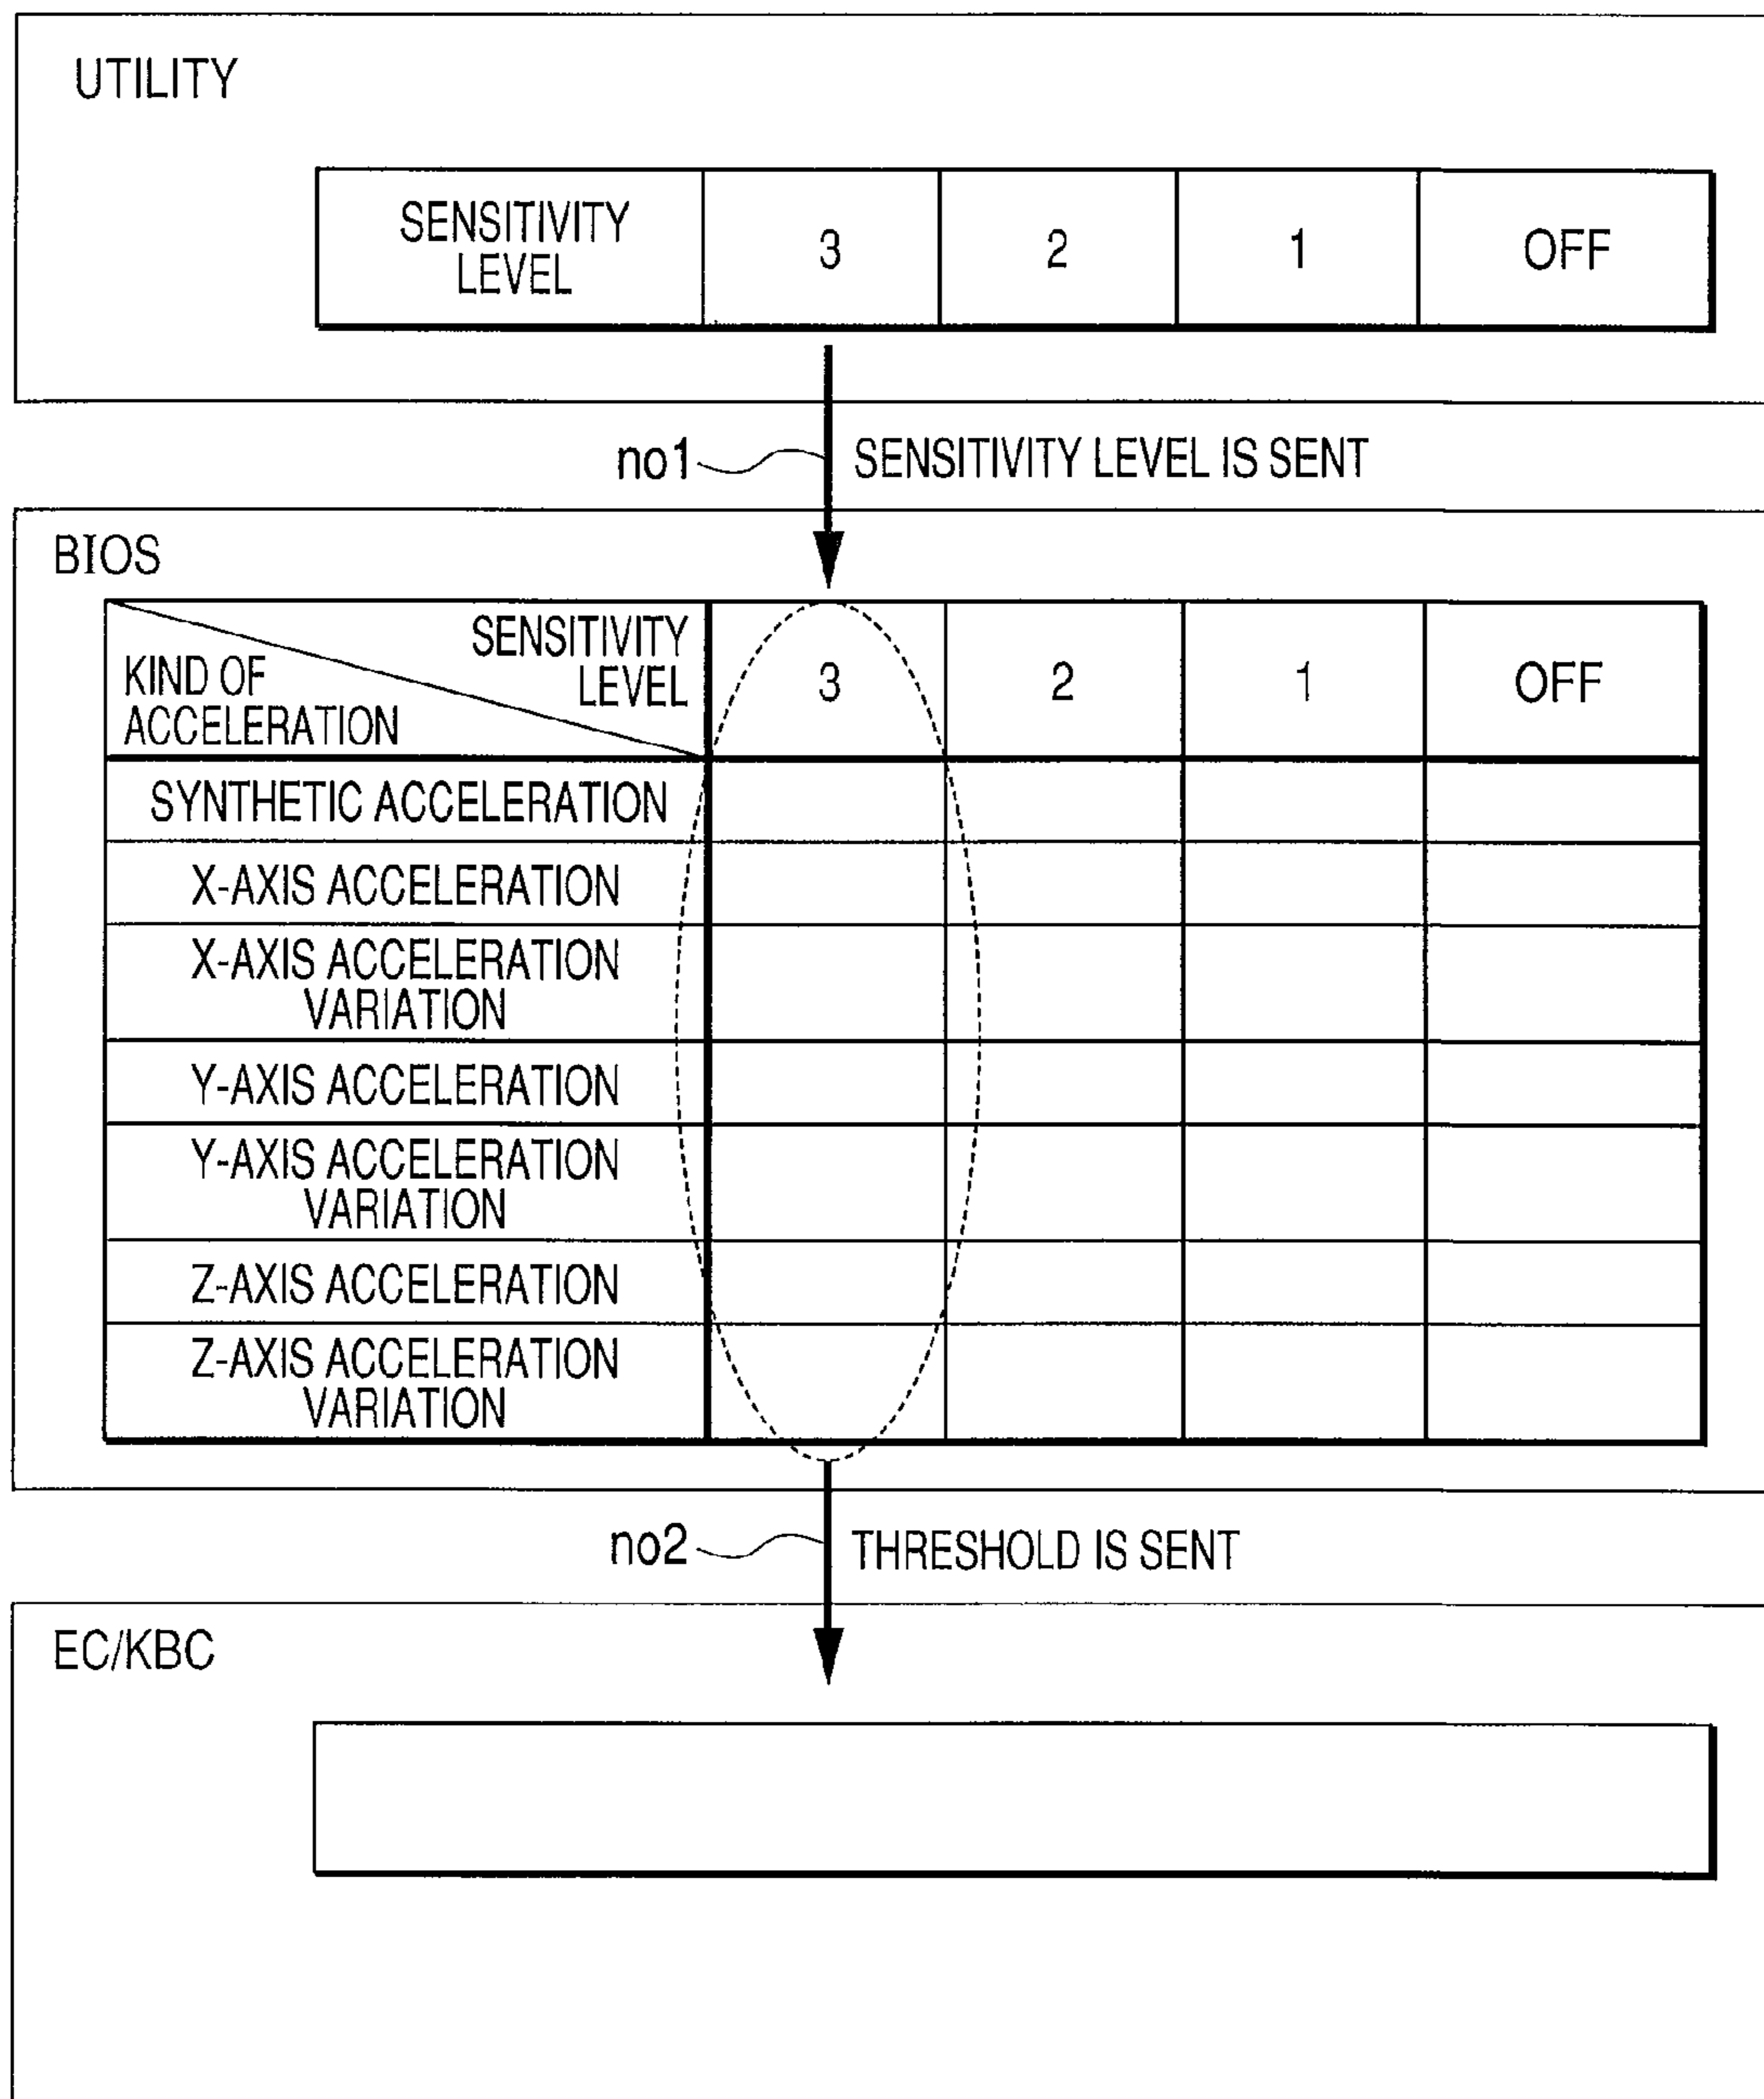 UTILITY
SENSITIVITY
LEVEL
3
2
1
OFF
no1
SENSITIVITY LEVEL IS SENT
BIOS
SENSITIVITY
LEVEL
KIND OF
ACCELERATION
3
2
1
OFF
SYNTHETIC ACCELERATION
X-AXIS ACCELERATION
X-AXIS ACCELERATION
VARIATION
Y-AXIS ACCELERATION
Y-AXIS ACCELERATION
VARIATION
Z-AXIS ACCELERATION
Z-AXIS ACCELERATION
VARIATION
no2
THRESHOLD IS SENT
EC/KBC